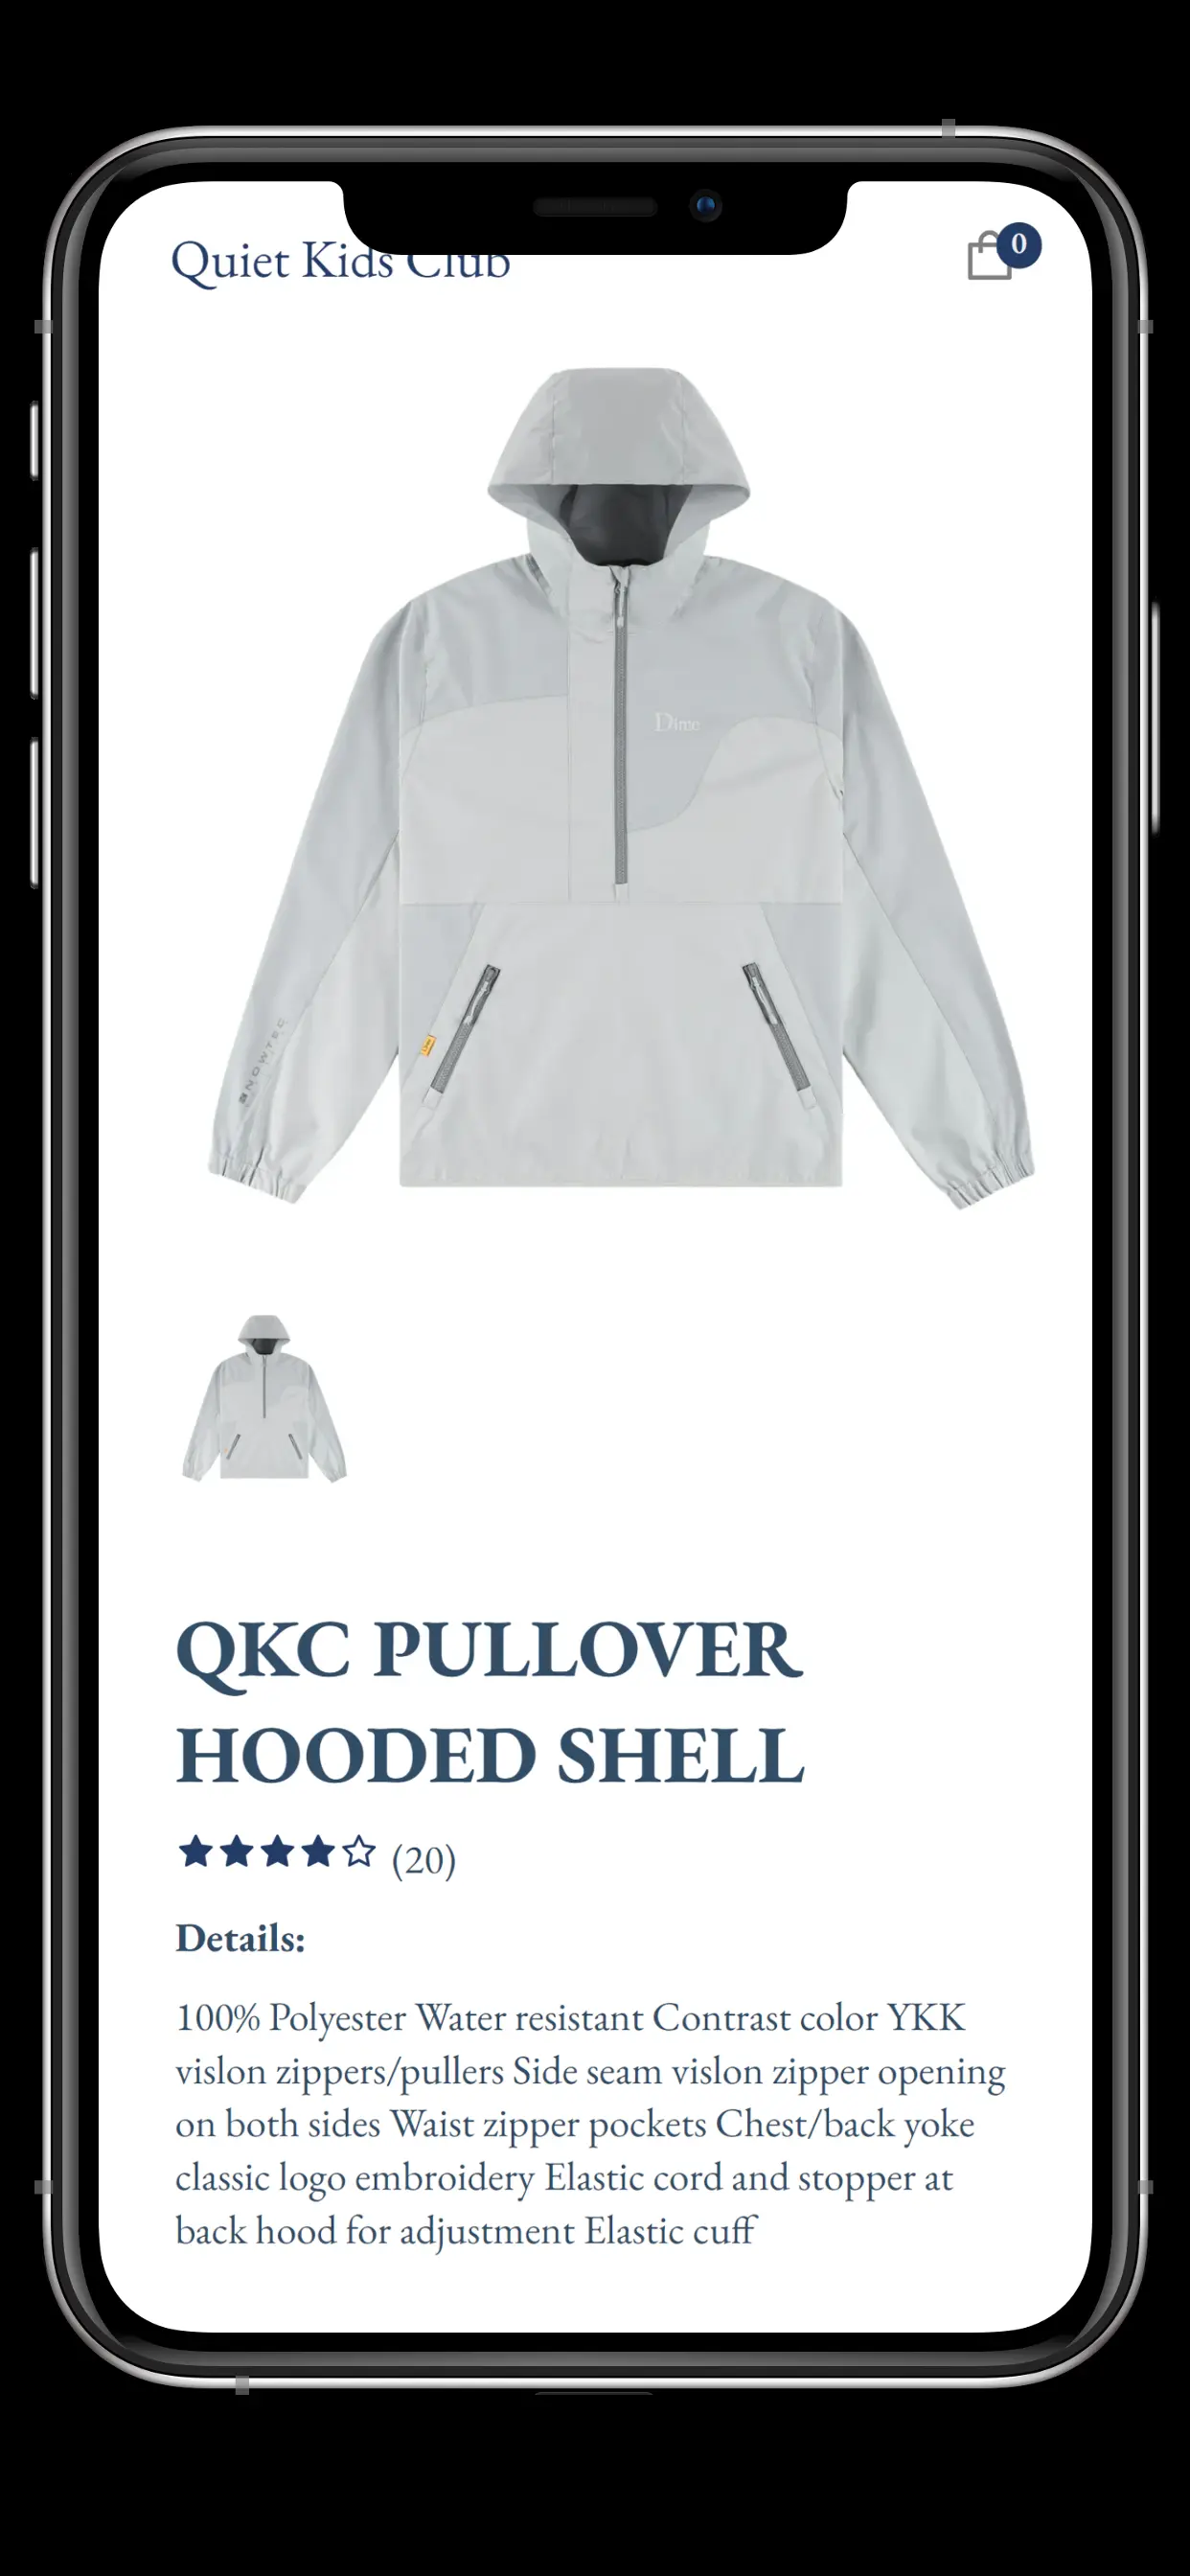 Quiet Kids Club
0
Dime
SNOWTEC
QKC PULLOVER
HOODED SHELL
(20)
Details:
100% Polyester Water resistant Contrast color YKK
vislon zippers/pullers Side seam vislon zipper opening
on both sides Waist zipper pockets Chest/back yoke
classic logo embroidery Elastic cord and stopper at
back hood for adjustment Elastic cuff